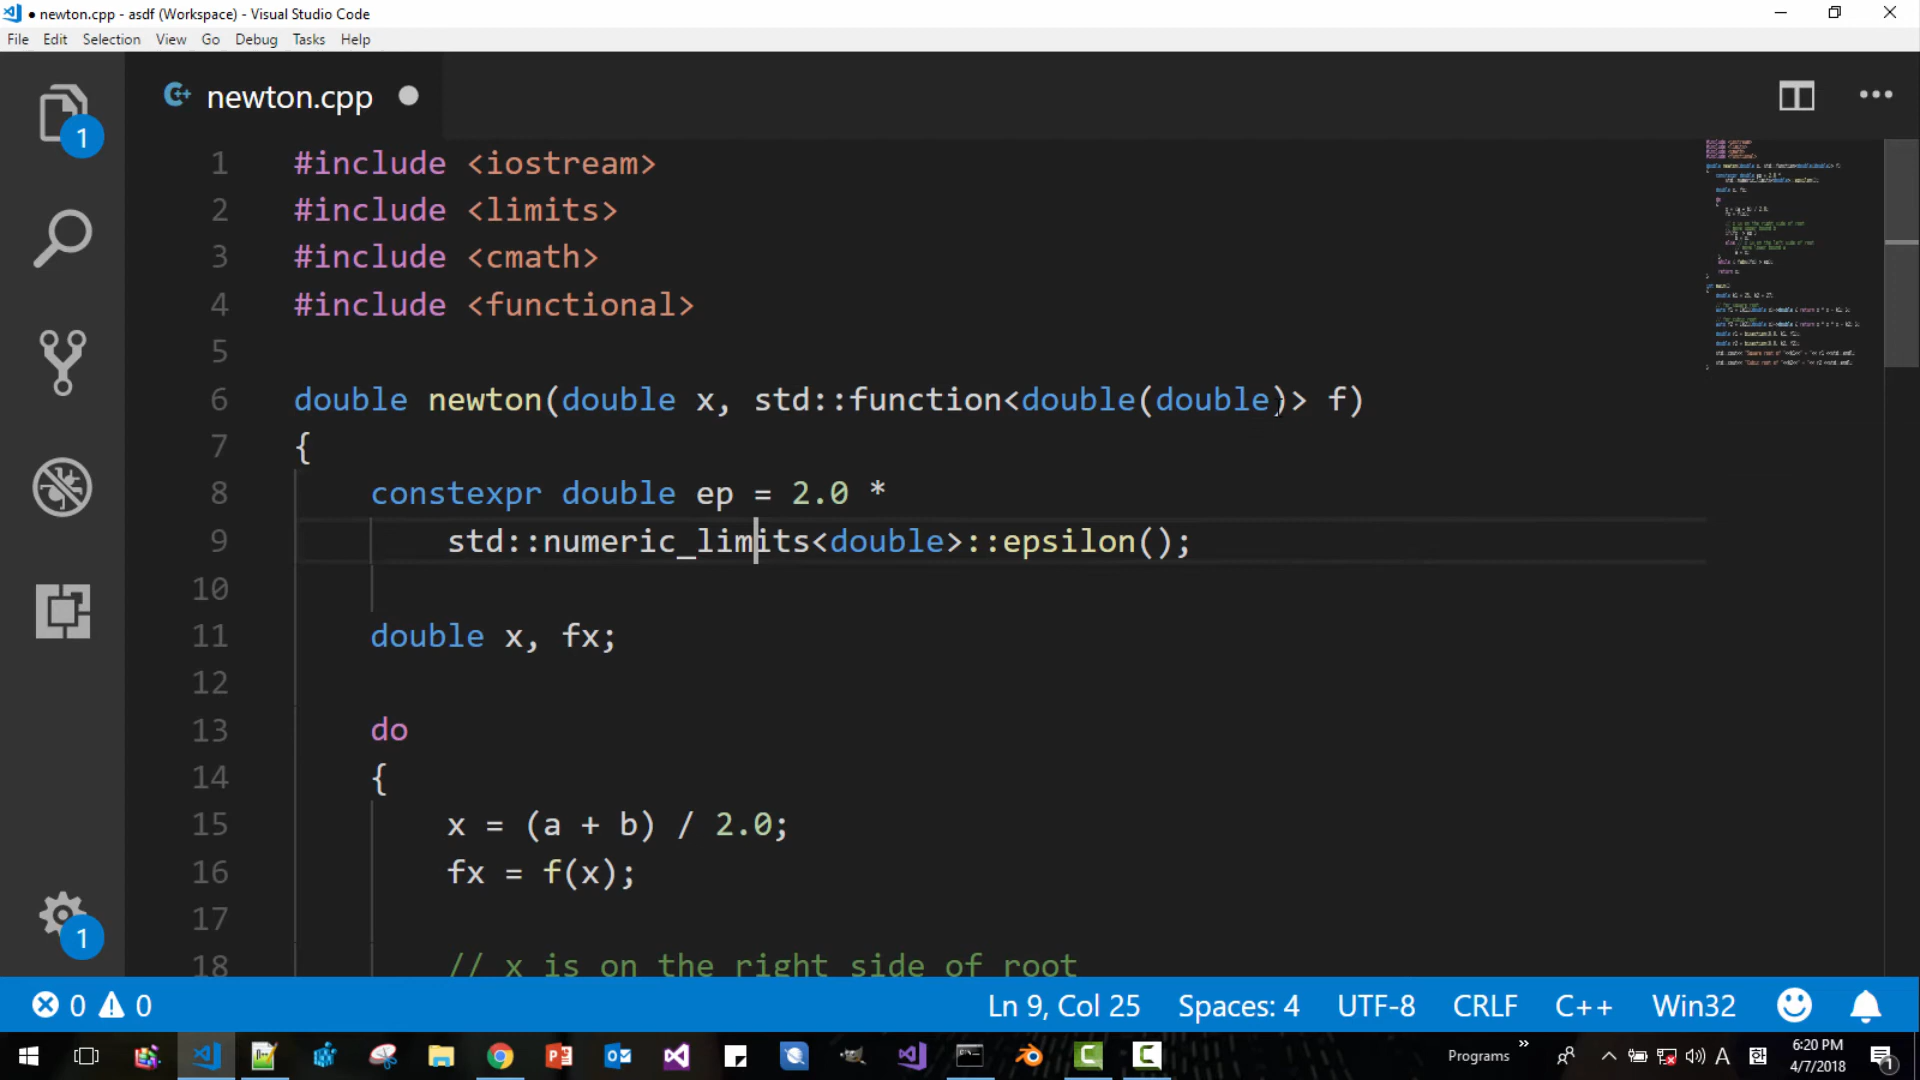 ● newton.cpp - asdf (Workspace) - Visual Studio Code
File Edit Selection View Go Debug Tasks Help
newton.cpp
1
1 #include <iostream>
2 #include <limits>
3 #include <cmath>
4 #include <functional>
5
6 double newton(double x, std::function<double(double)> f)
7 {
8 constexpr double ep = 2.0 *
9 std::numeric_limits<double>::epsilon();
10
11 double x, fx;
12
13 do
14 {
15 x = (a + b) / 2.0;
16 fx = f(x);
17
18 // x is on the right side of root
1
0 0 Ln 9, Col 25 Spaces: 4 UTF-8 CRLF C++ Win32
Programs » A 한 6:20 PM
4/7/2018 1